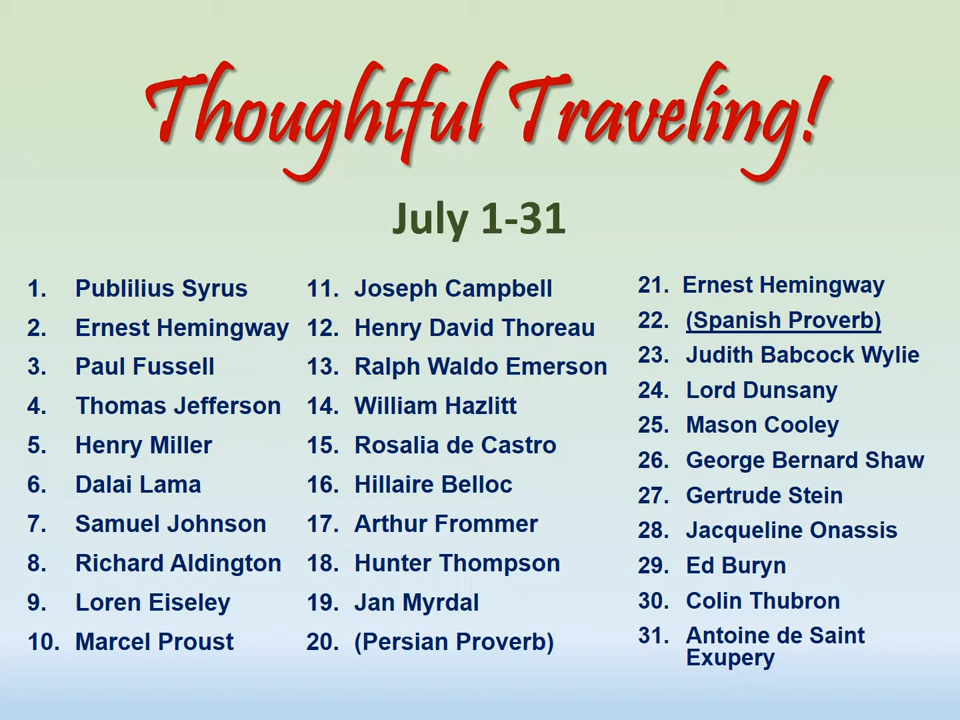 Thoughtful Traveling!
July 1-31
1. Publilius Syrus
2. Ernest Hemingway
3. Paul Fussell
4. Thomas Jefferson
5. Henry Miller
6. Dalai Lama
7. Samuel Johnson
8. Richard Aldington
9. Loren Eiseley
10. Marcel Proust
11. Joseph Campbell
12. Henry David Thoreau
13. Ralph Waldo Emerson
14. William Hazlitt
15. Rosalia de Castro
16. Hillaire Belloc
17. Arthur Frommer
18. Hunter Thompson
19. Jan Myrdal
20. (Persian Proverb)
21. Ernest Hemingway
22. (Spanish Proverb)
23. Judith Babcock Wylie
24. Lord Dunsany
25. Mason Cooley
26. George Bernard Shaw
27. Gertrude Stein
28. Jacqueline Onassis
29. Ed Buryn
30. Colin Thubron
31. Antoine de Saint
Exupery